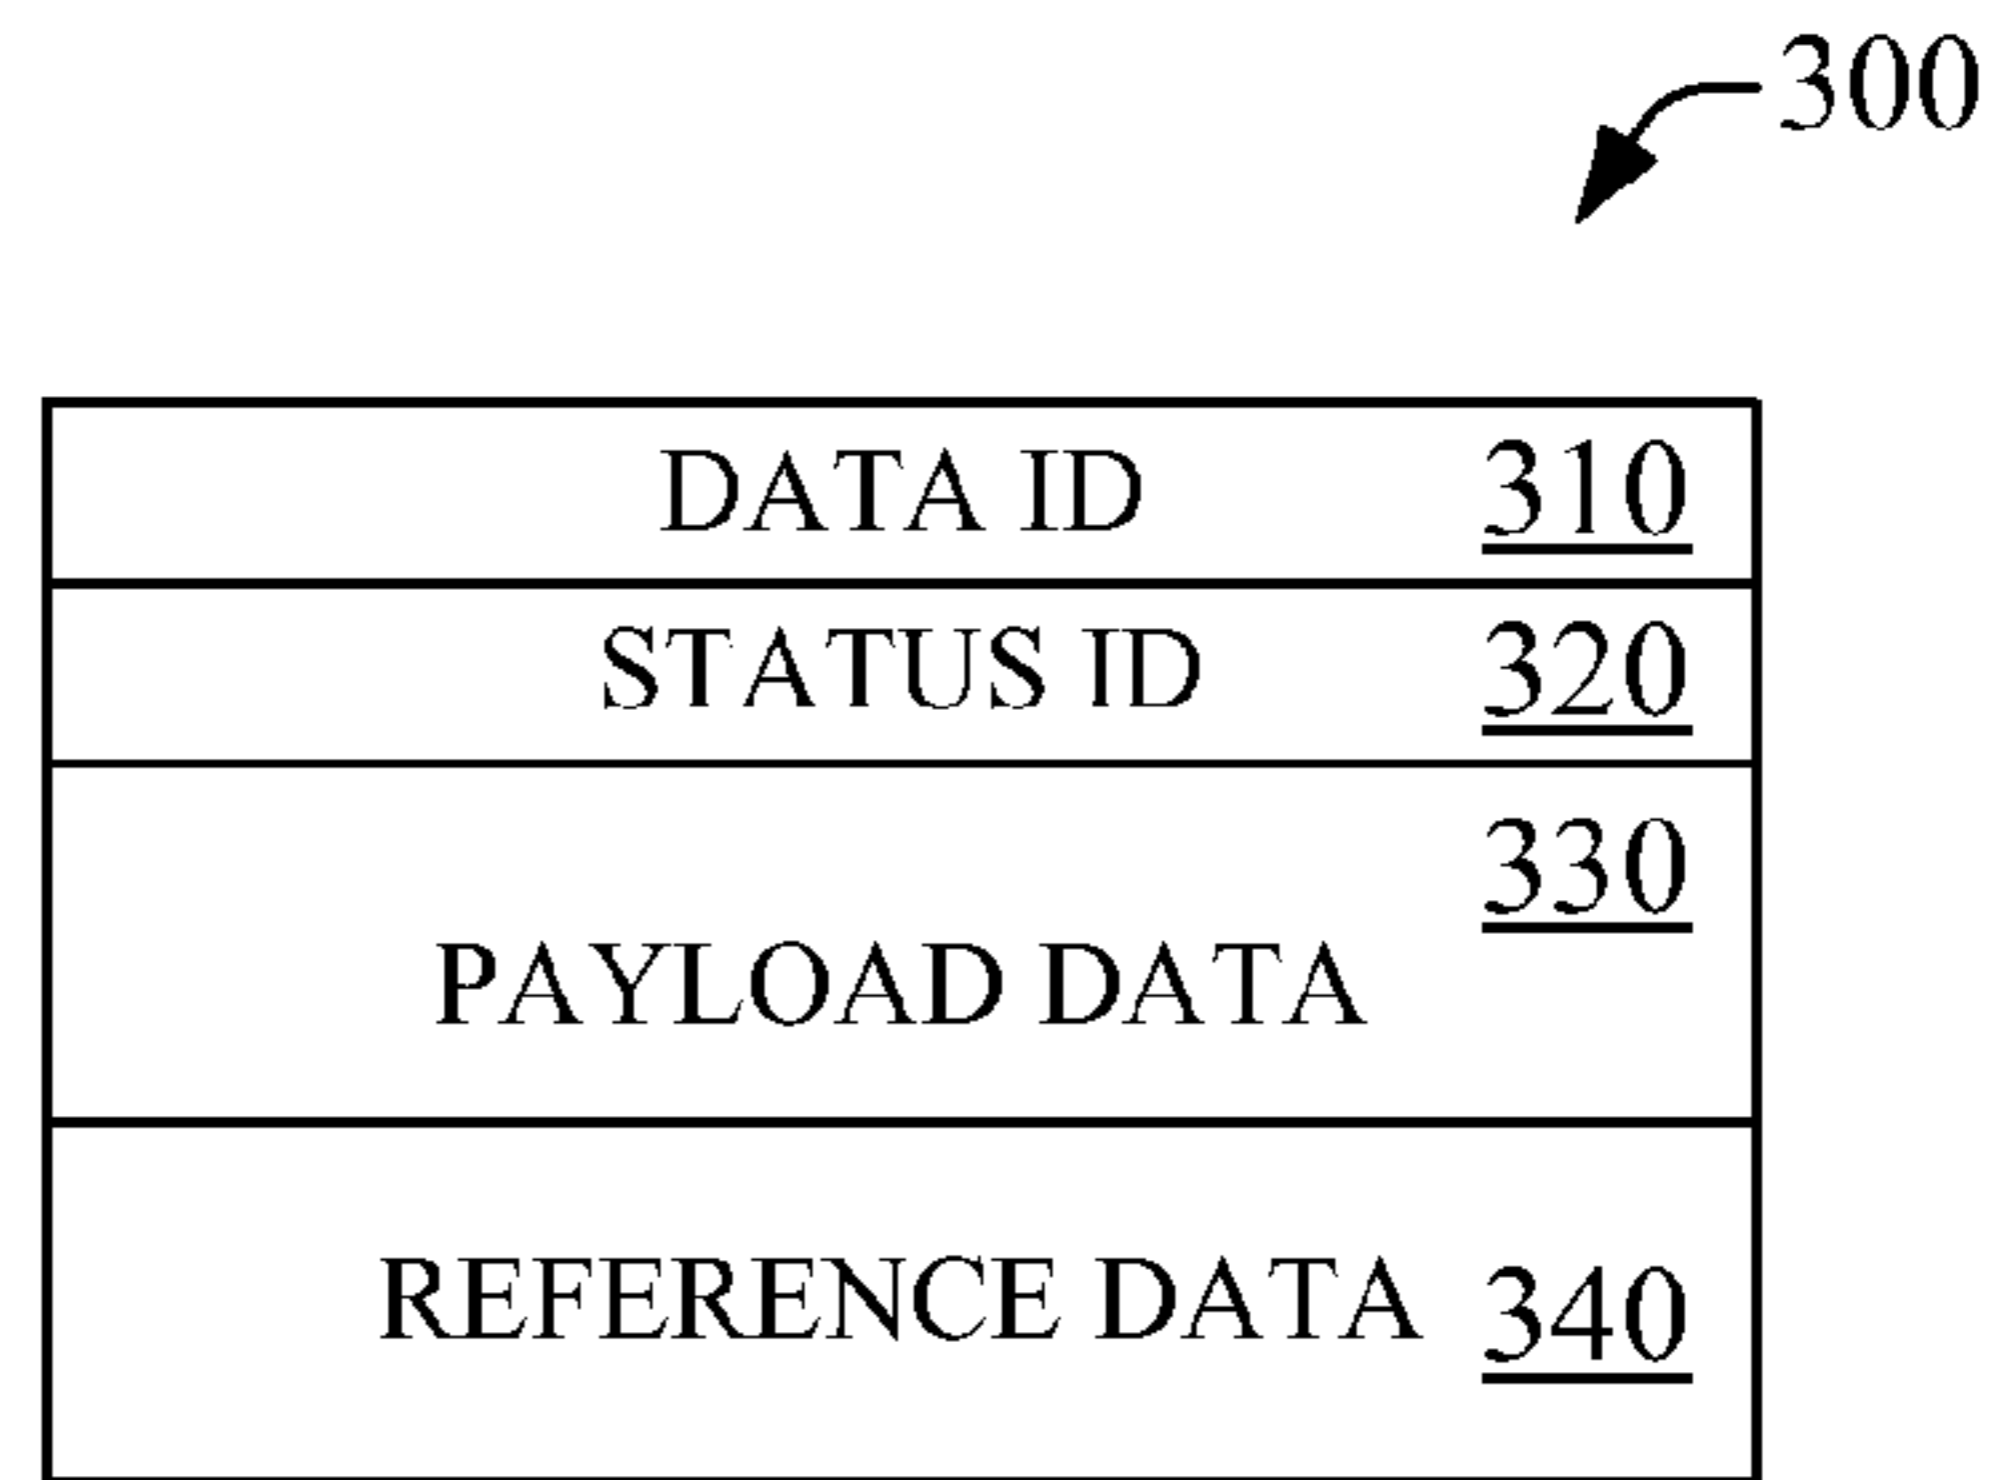 300
DATA ID 310
STATUS ID 320
330
PAYLOAD DATA
REFERENCE DATA 340